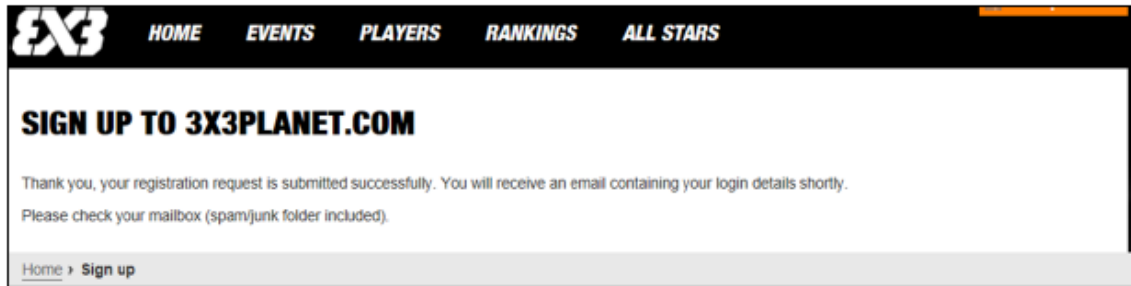 3X3 HOME EVENTS PLAYERS RANKINGS ALL STARS
SIGN UP TO 3X3PLANET.COM
Thank you, your registration request is submitted successfully. You will receive an email containing your login details shortly.
Please check your mailbox (spam/junk folder included).
Home › Sign up